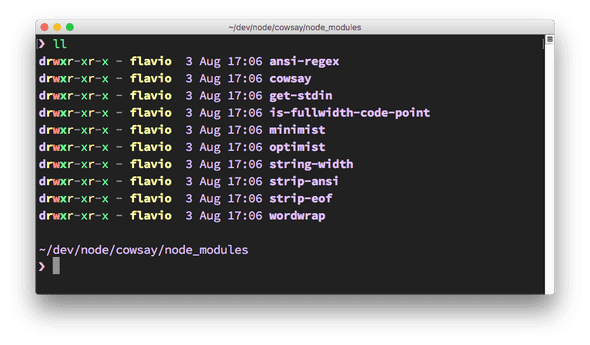 ~/dev/node/cowsay/node_modules
❯ ll
drwxr-xr-x - flavio 3 Aug 17:06 ansi-regex
drwxr-xr-x - flavio 3 Aug 17:06 cowsay
drwxr-xr-x - flavio 3 Aug 17:06 get-stdin
drwxr-xr-x - flavio 3 Aug 17:06 is-fullwidth-code-point
drwxr-xr-x - flavio 3 Aug 17:06 minimist
drwxr-xr-x - flavio 3 Aug 17:06 optimist
drwxr-xr-x - flavio 3 Aug 17:06 string-width
drwxr-xr-x - flavio 3 Aug 17:06 strip-ansi
drwxr-xr-x - flavio 3 Aug 17:06 strip-eof
drwxr-xr-x - flavio 3 Aug 17:06 wordwrap
~/dev/node/cowsay/node_modules
❯